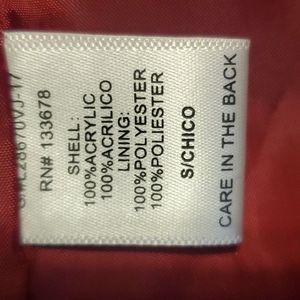 RN# 133678
SHELL:
100%ACRYLIC
100%ACRILICO
LINING:
100%POLYESTER
100%POLIESTER
S/CHICO
CARE IN THE BACK